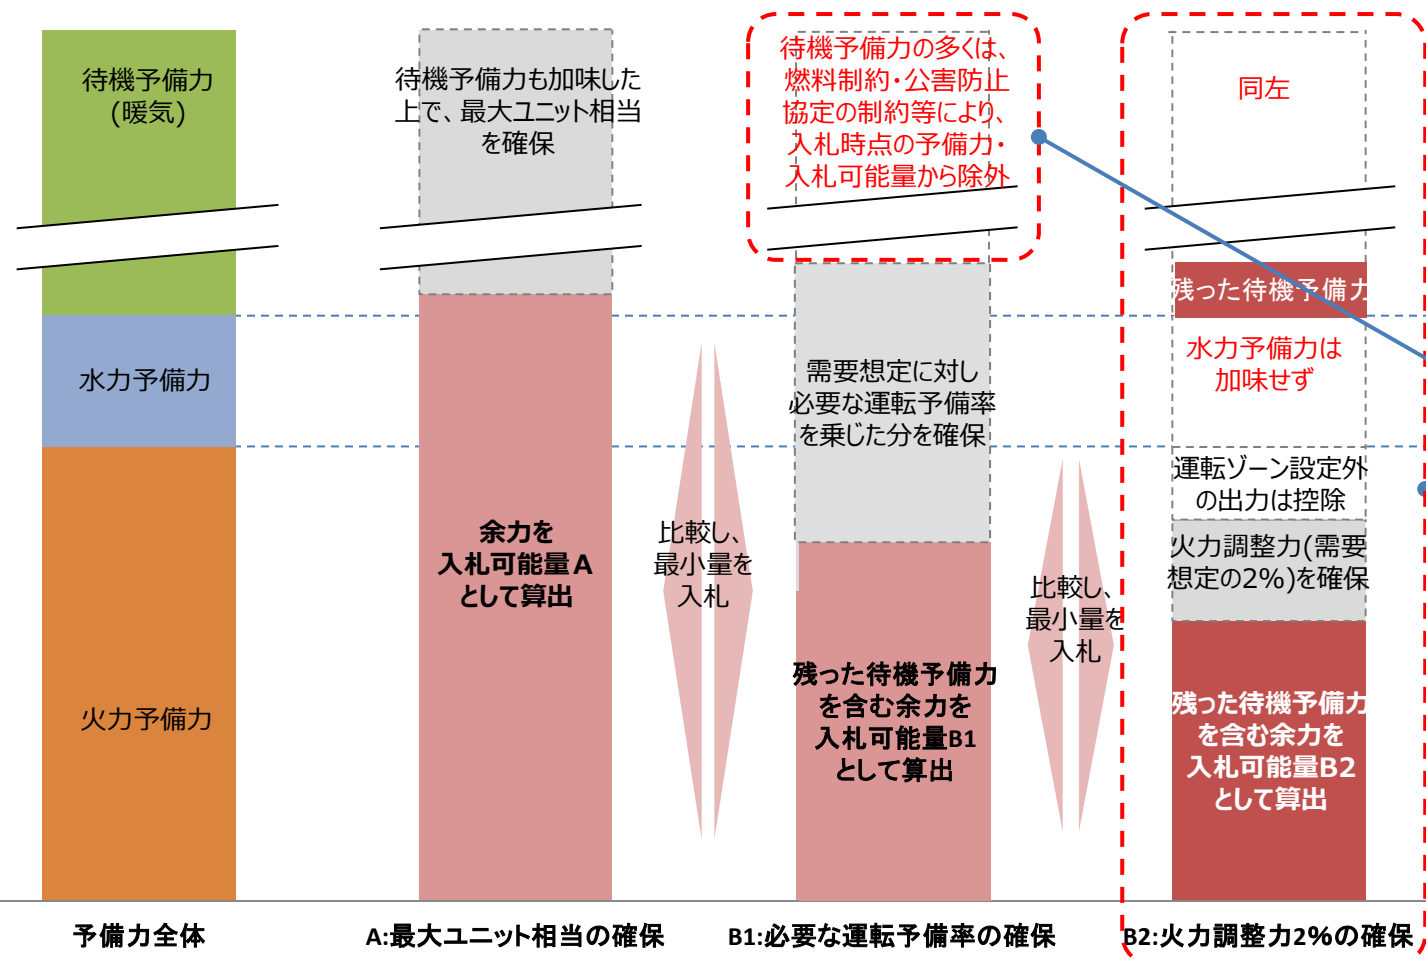 待機予備力
(暖気)
水力予備力
火力予備力
予備力全体
待機予備力も加味した
上で、最大ユニット相当
を確保
余力を
入札可能量A
として算出
A:最大ユニット相当の確保
比較し、
最小量を
入札
待機予備力の多くは、
燃料制約・公害防止
協定の制約等により、
入札時点の予備力・
入札可能量から除外
需要想定に対し
必要な運転予備率
を乗じた分を確保
残った待機予備力
を含む余力を
入札可能量B1
として算出
B1:必要な運転予備率の確保
比較し、
最小量を
入札
同左
残った待機予備力
水力予備力は
加味せず
運転ゾーン設定外
の出力は控除
火力調整力(需要
想定の2%)を確保
残った待機予備力
を含む余力を
入札可能量B2
として算出
B2:火力調整力2%の確保